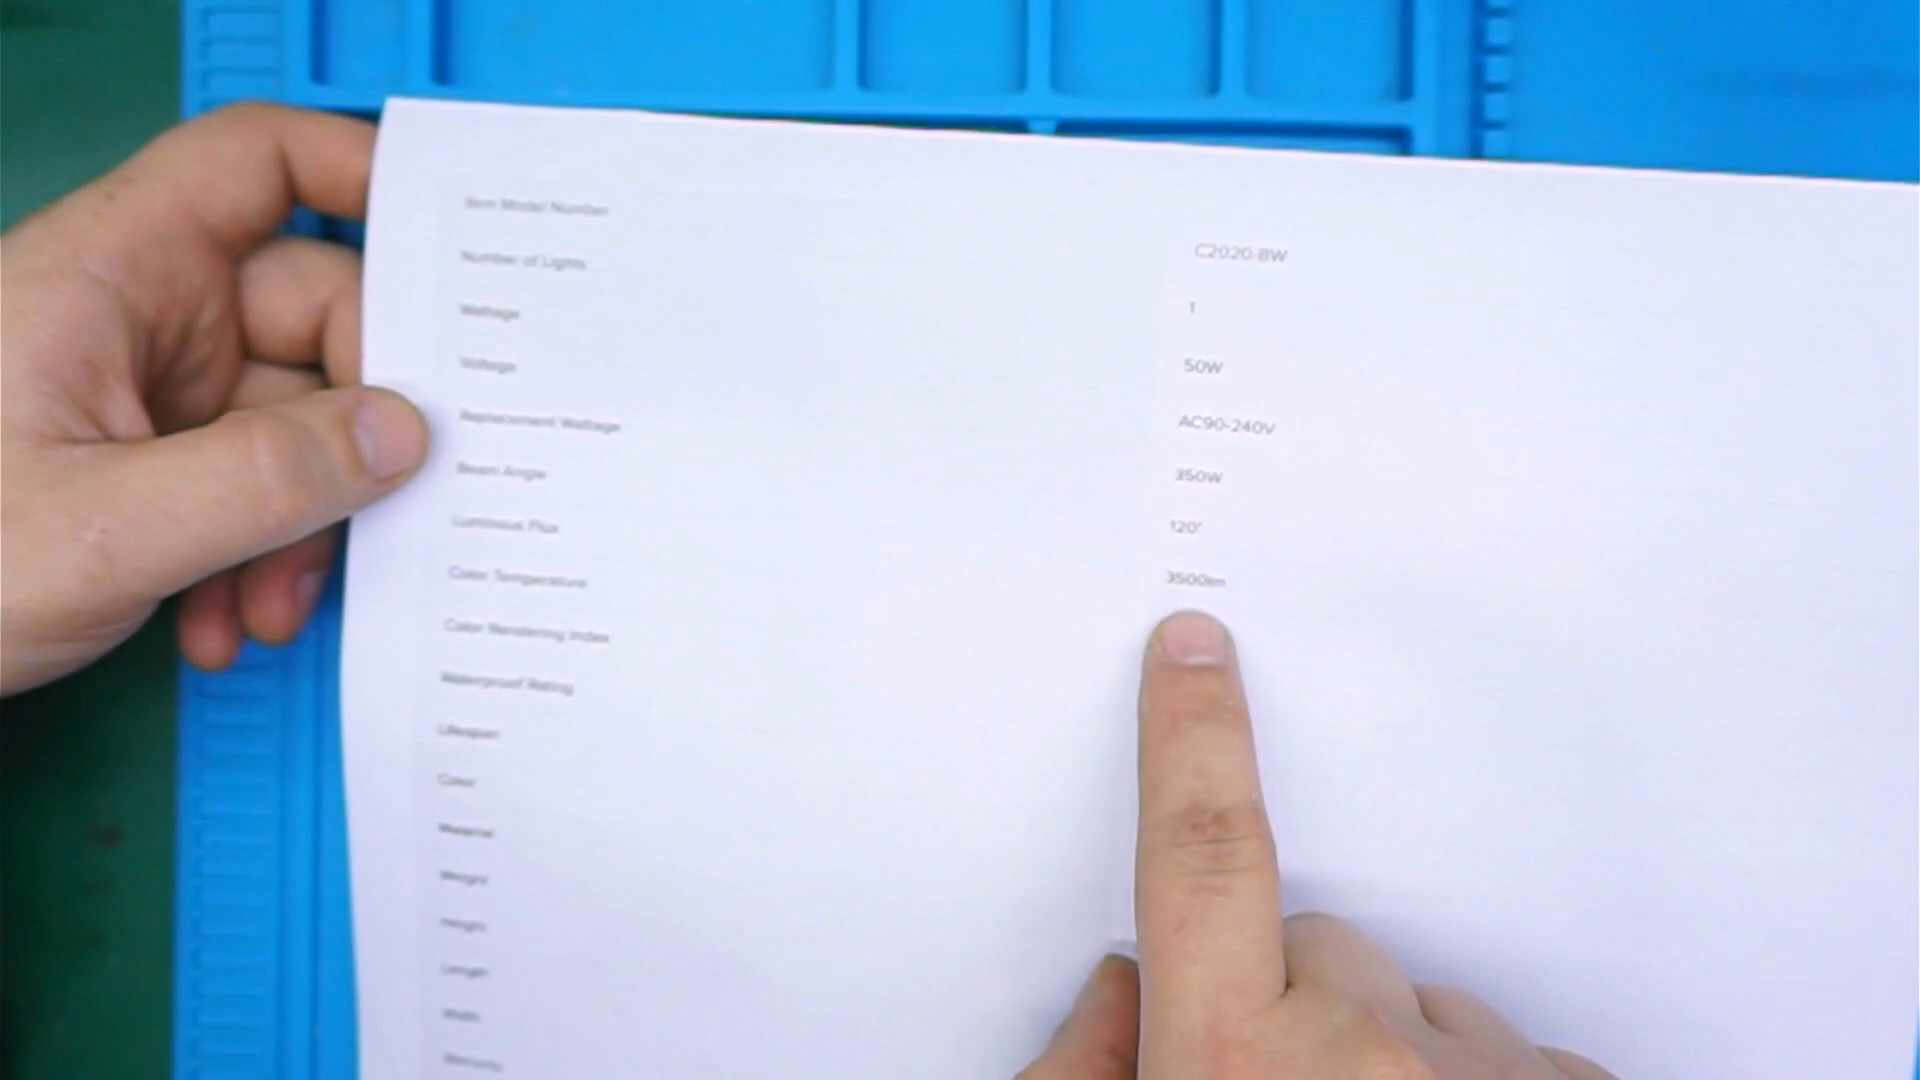 Item Model Number
C2020-BW
Number of Lights
1
Wattage
50W
Voltage
AC90-240V
Replacement Wattage
350W
Beam Angle
120°
Luminous Flux
3500lm
Color Temperature
Color Rendering Index
Waterproof Rating
Lifespan
Color
Material
Weight
Height
Length
Width
Warranty